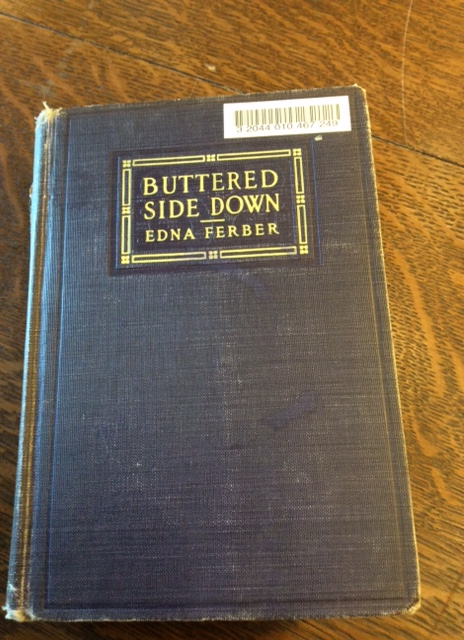 3 2044 010 467 249
BUTTERED
SIDE DOWN
EDNA FERBER